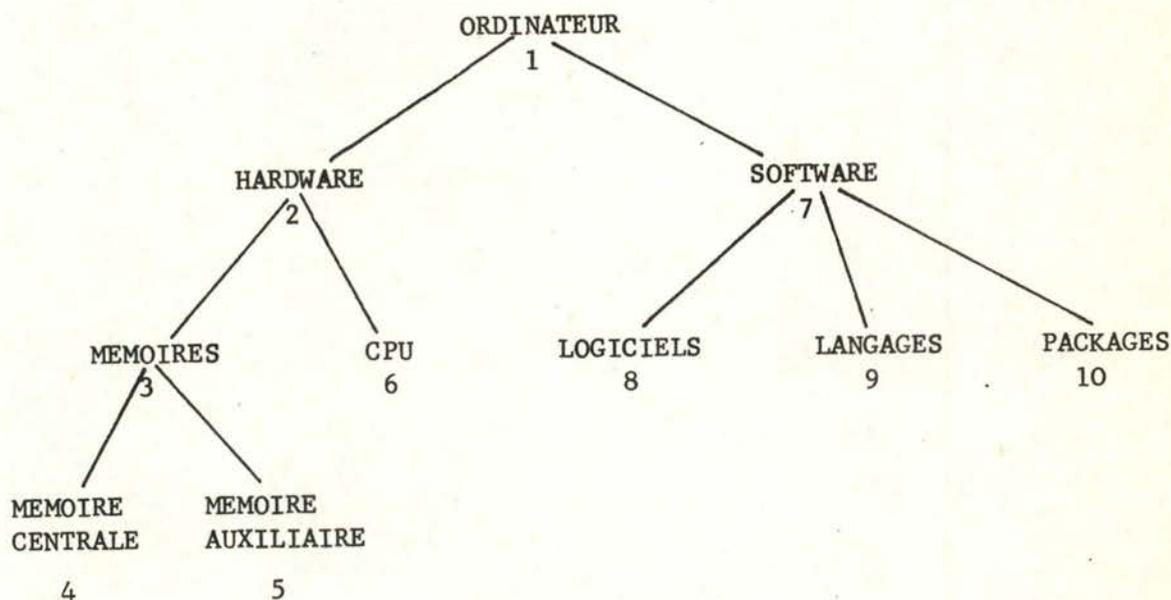 ORDINATEUR
1
HARDWARE
2
SOFTWARE
7
MEMOIRES
3
CPU
6
LOGICIELS
8
LANGAGES
9
PACKAGES
10
MEMOIRE
CENTRALE
4
MEMOIRE
AUXILIAIRE
5